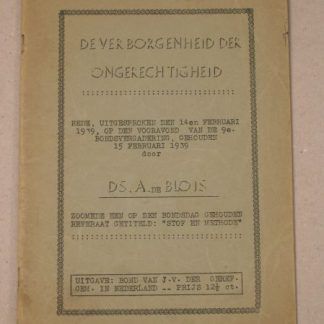 DE VERBORGENHEID DER
ONGERECHTIGHEID
REDE, UITGESPROKEN DEN 14en FEBRUARI
1939, OP DEN VOORAVOND VAN DE 9e-
BONDSVERGADERING, GEHOUDEN
15 FEBRUARI 1939
door
DS. A. DE BLOIS
ZOOMEDE EEN OP DEN BONDSDAG GEHOUDEN
REFERAAT GETITELD: "STOF EN METHODE"
UITGAVE: BOND VAN J.V. DER GEREF.
GEM. IN NEDERLAND -- PRIJS 12½ ct.